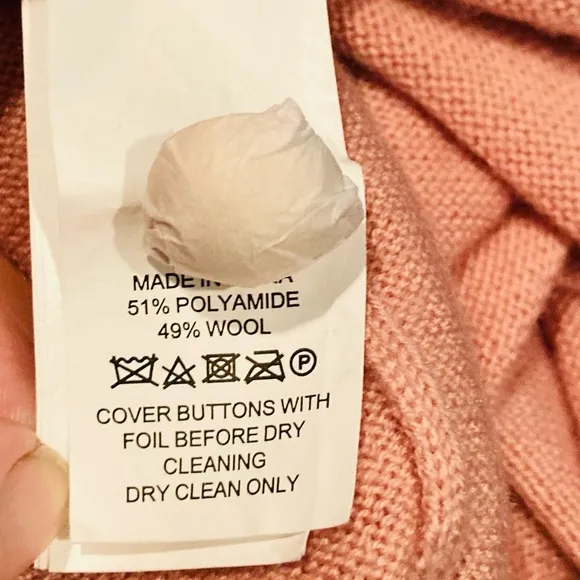 MADE IN
51% POLYAMIDE
49% WOOL
P
COVER BUTTONS WITH
FOIL BEFORE DRY
CLEANING
DRY CLEAN ONLY